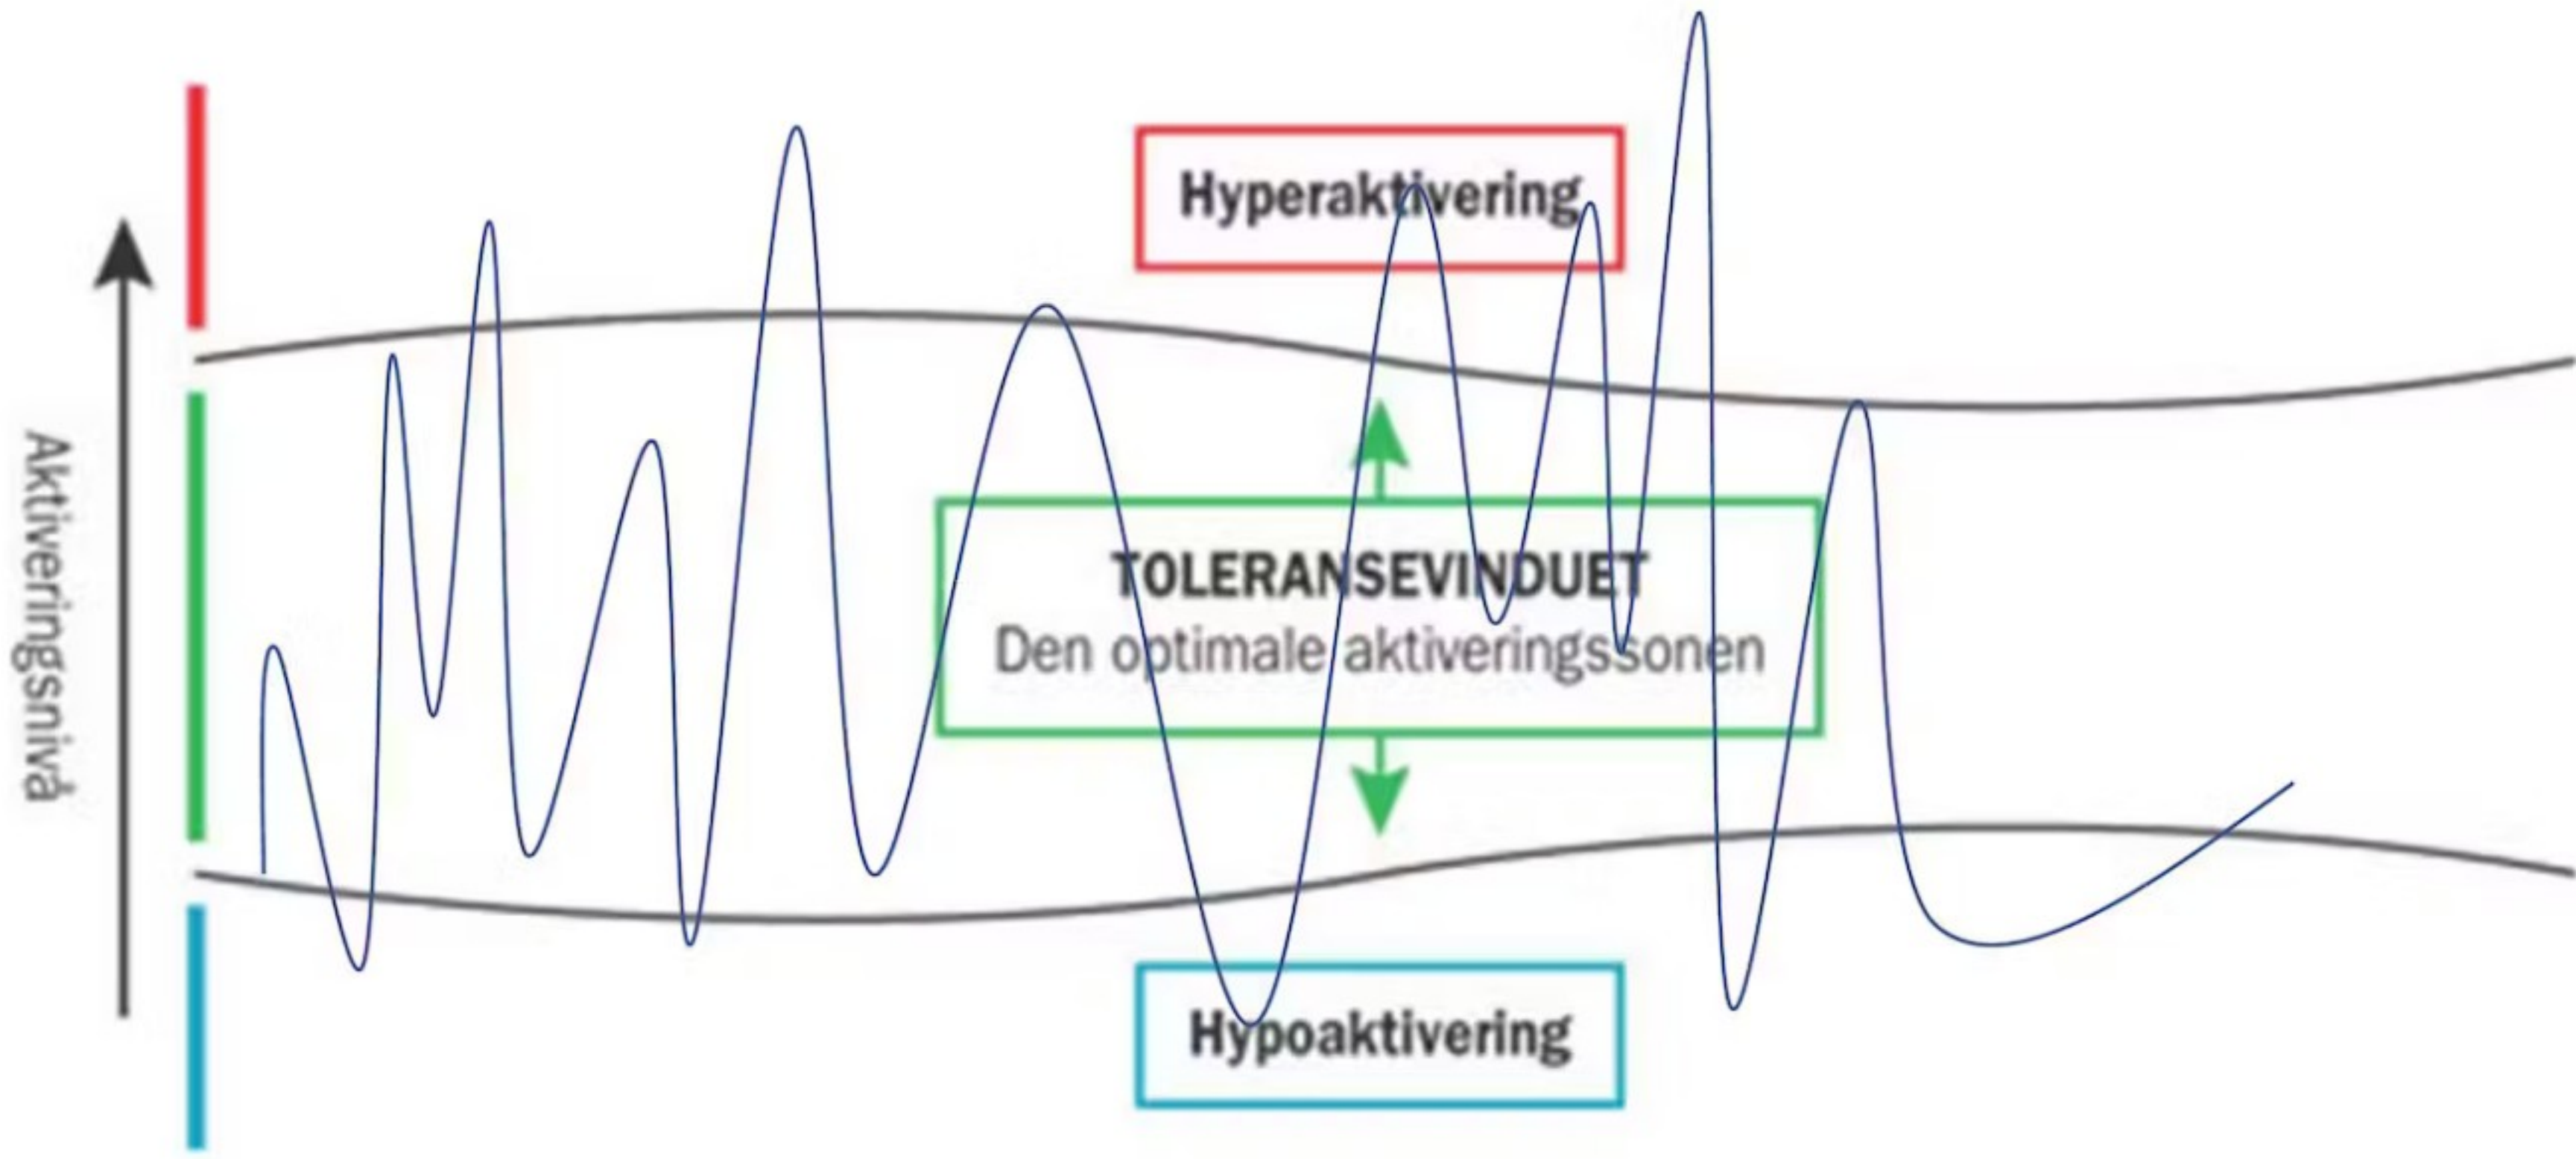 Aktiveringsnivå
Hyperaktivering
TOLERANSEVINDUET
Den optimale aktiveringssonen
Hypoaktivering